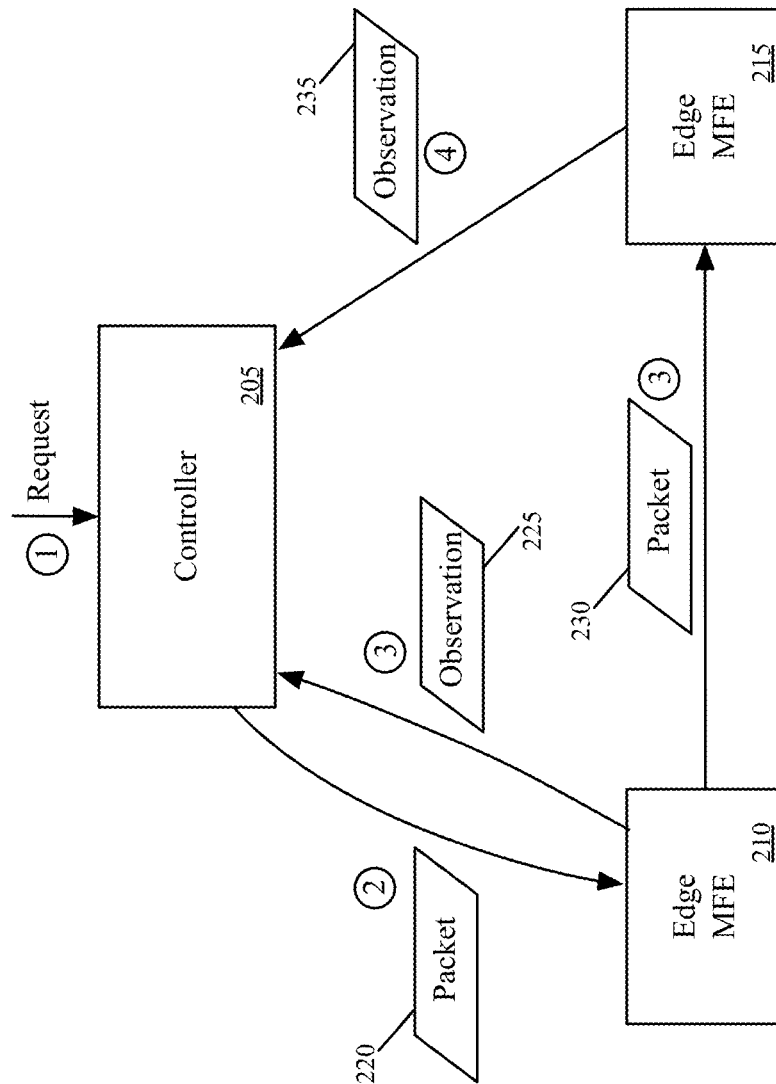 1
Request
Controller
205
235
Observation
4
3
Observation
225
2
Packet
220
3
Packet
230
Edge
MFE
210
Edge
MFE
215